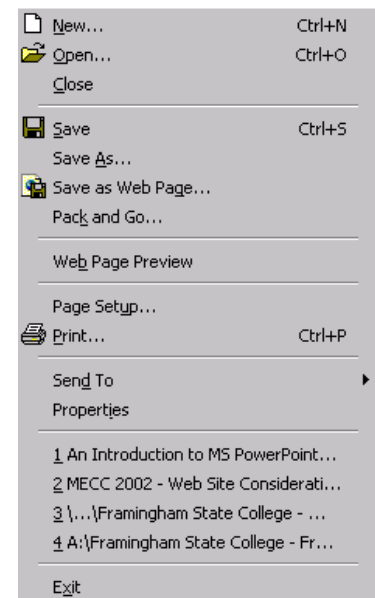 New... Ctrl+N
Open... Ctrl+O
Close
Save Ctrl+S
Save As...
Save as Web Page...
Pack and Go...
Web Page Preview
Page Setup...
Print... Ctrl+P
Send To
Properties
1 An Introduction to MS PowerPoint...
2 MECC 2002 - Web Site Considerati...
3 \...\Framingham State College - ...
4 A:\Framingham State College - Fr...
Exit